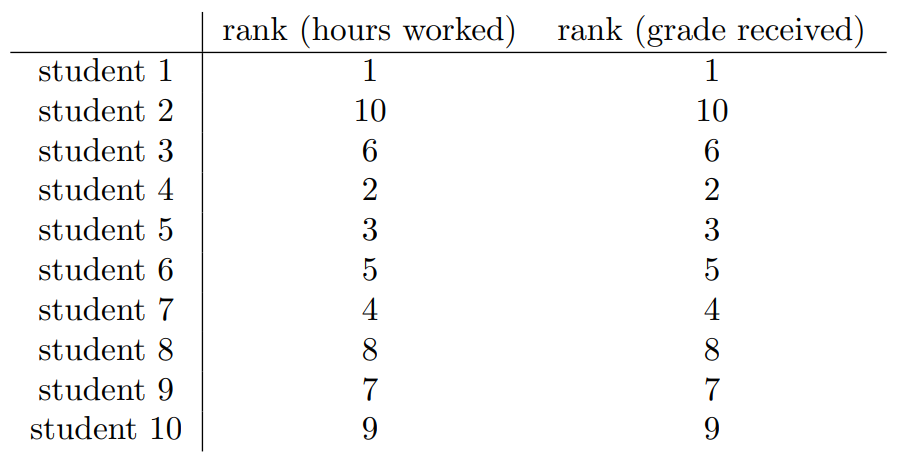 rank (hours worked) rank (grade received)
student 1 1 1
student 2 10 10
student 3 6 6
student 4 2 2
student 5 3 3
student 6 5 5
student 7 4 4
student 8 8 8
student 9 7 7
student 10 9 9